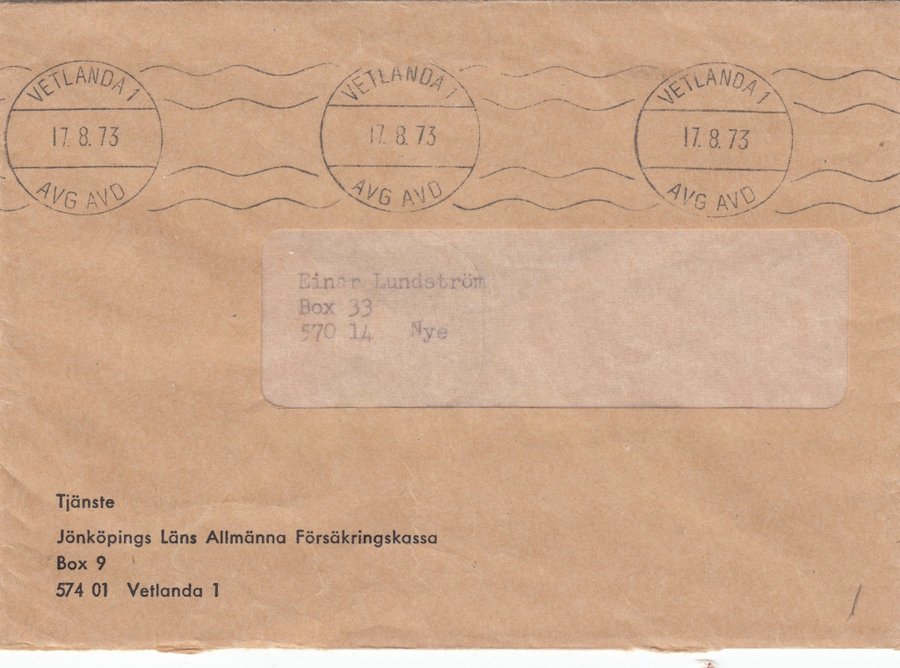 VETLANDA 1
17. 8. 73
AVG AVD
VETLANDA 1
17. 8. 73
AVG AVD
VETLANDA 1
17. 8. 73
AVG AVD
Einar Lundström
Box 33
570 14 Nye
Tjänste
Jönköpings Läns Allmänna Försäkringskassa
Box 9
574 01 Vetlanda 1